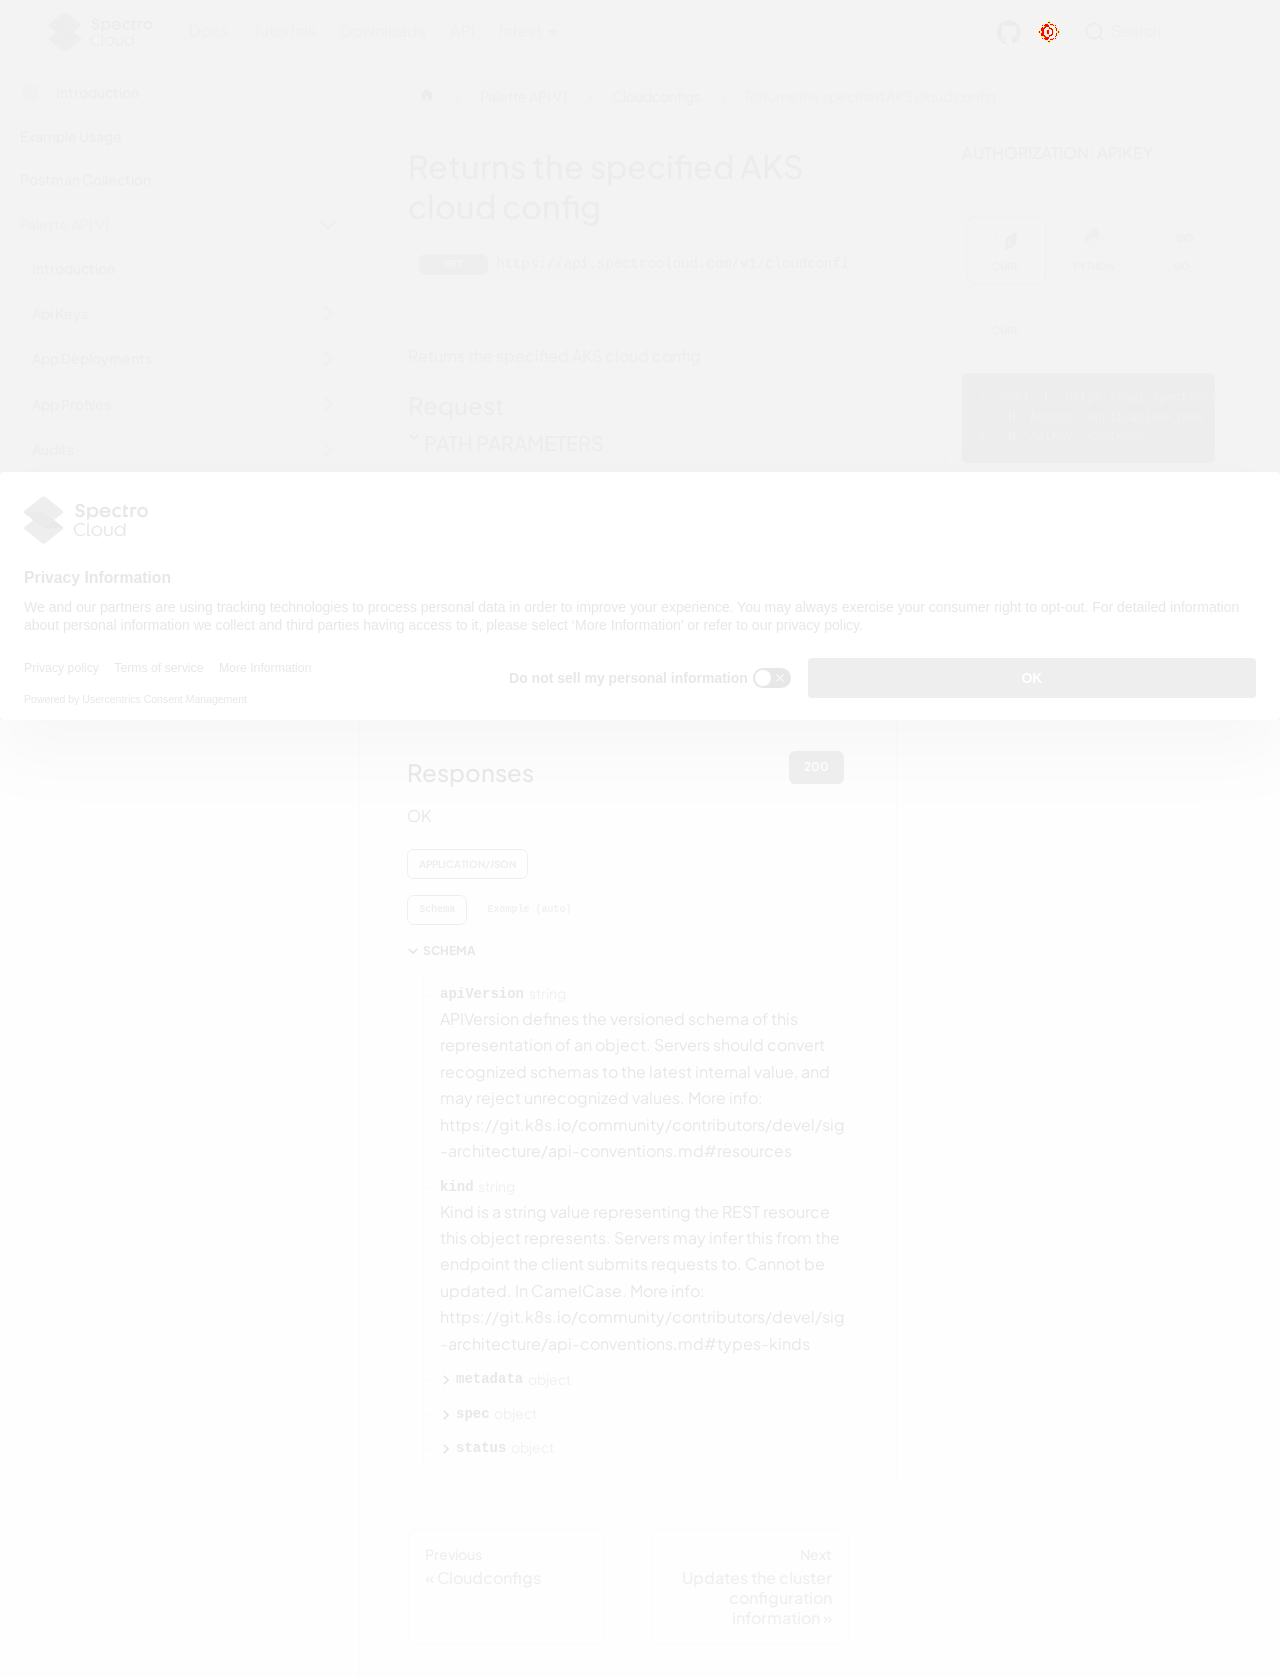 Spectro
Cloud
Docs Tutorials Downloads API latest
Search
Introduction
Example Usage
Postman Collection
Palette API V1
Introduction
Api Keys
App Deployments
App Profiles
Audits
Palette API V1
Cloudconfigs
Returns the specified AKS cloud config
Returns the specified AKS
cloud config
GET https://api.spectrocloud.com/v1/cloudconfi
Returns the specified AKS cloud config
Request
PATH PARAMETERS
AUTHORIZATION: APIKEY
CURL PYTHON GO
CURL
Spectro
Cloud
Privacy Information
We and our partners are using tracking technologies to process personal data in order to improve your experience. You may always exercise your consumer right to opt-out. For detailed information
about personal information we collect and third parties having access to it, please select 'More Information' or refer to our privacy policy.
Privacy policy Terms of service More Information
Powered by Usercentrics Consent Management
Do not sell my personal information
OK
Responses
200
OK
APPLICATION/JSON
Schema Example (auto)
SCHEMA
apiVersion string
APIVersion defines the versioned schema of this
representation of an object. Servers should convert
recognized schemas to the latest internal value, and
may reject unrecognized values. More info:
https://git.k8s.io/community/contributors/devel/sig
-architecture/api-conventions.md#resources
kind string
Kind is a string value representing the REST resource
this object represents. Servers may infer this from the
endpoint the client submits requests to. Cannot be
updated. In CamelCase. More info:
https://git.k8s.io/community/contributors/devel/sig
-architecture/api-conventions.md#types-kinds
metadata object
spec object
status object
Previous
« Cloudconfigs
Next
Updates the cluster
configuration
information »